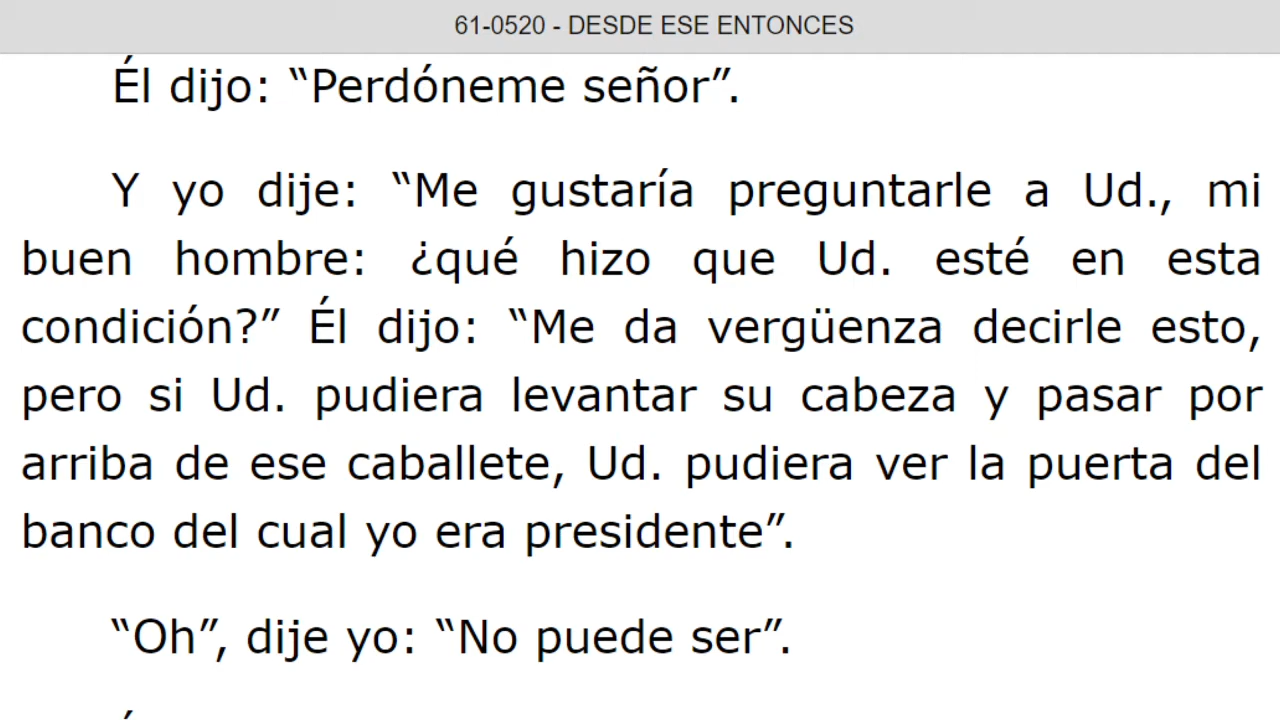 61-0520 - DESDE ESE ENTONCES
Él dijo: “Perdóneme señor”.
Y yo dije: “Me gustaría preguntarle a Ud., mi
buen hombre: ¿qué hizo que Ud. esté en esta
condición?” Él dijo: “Me da vergüenza decirle esto,
pero si Ud. pudiera levantar su cabeza y pasar por
arriba de ese caballete, Ud. pudiera ver la puerta del
banco del cual yo era presidente”.
“Oh”, dije yo: “No puede ser”.